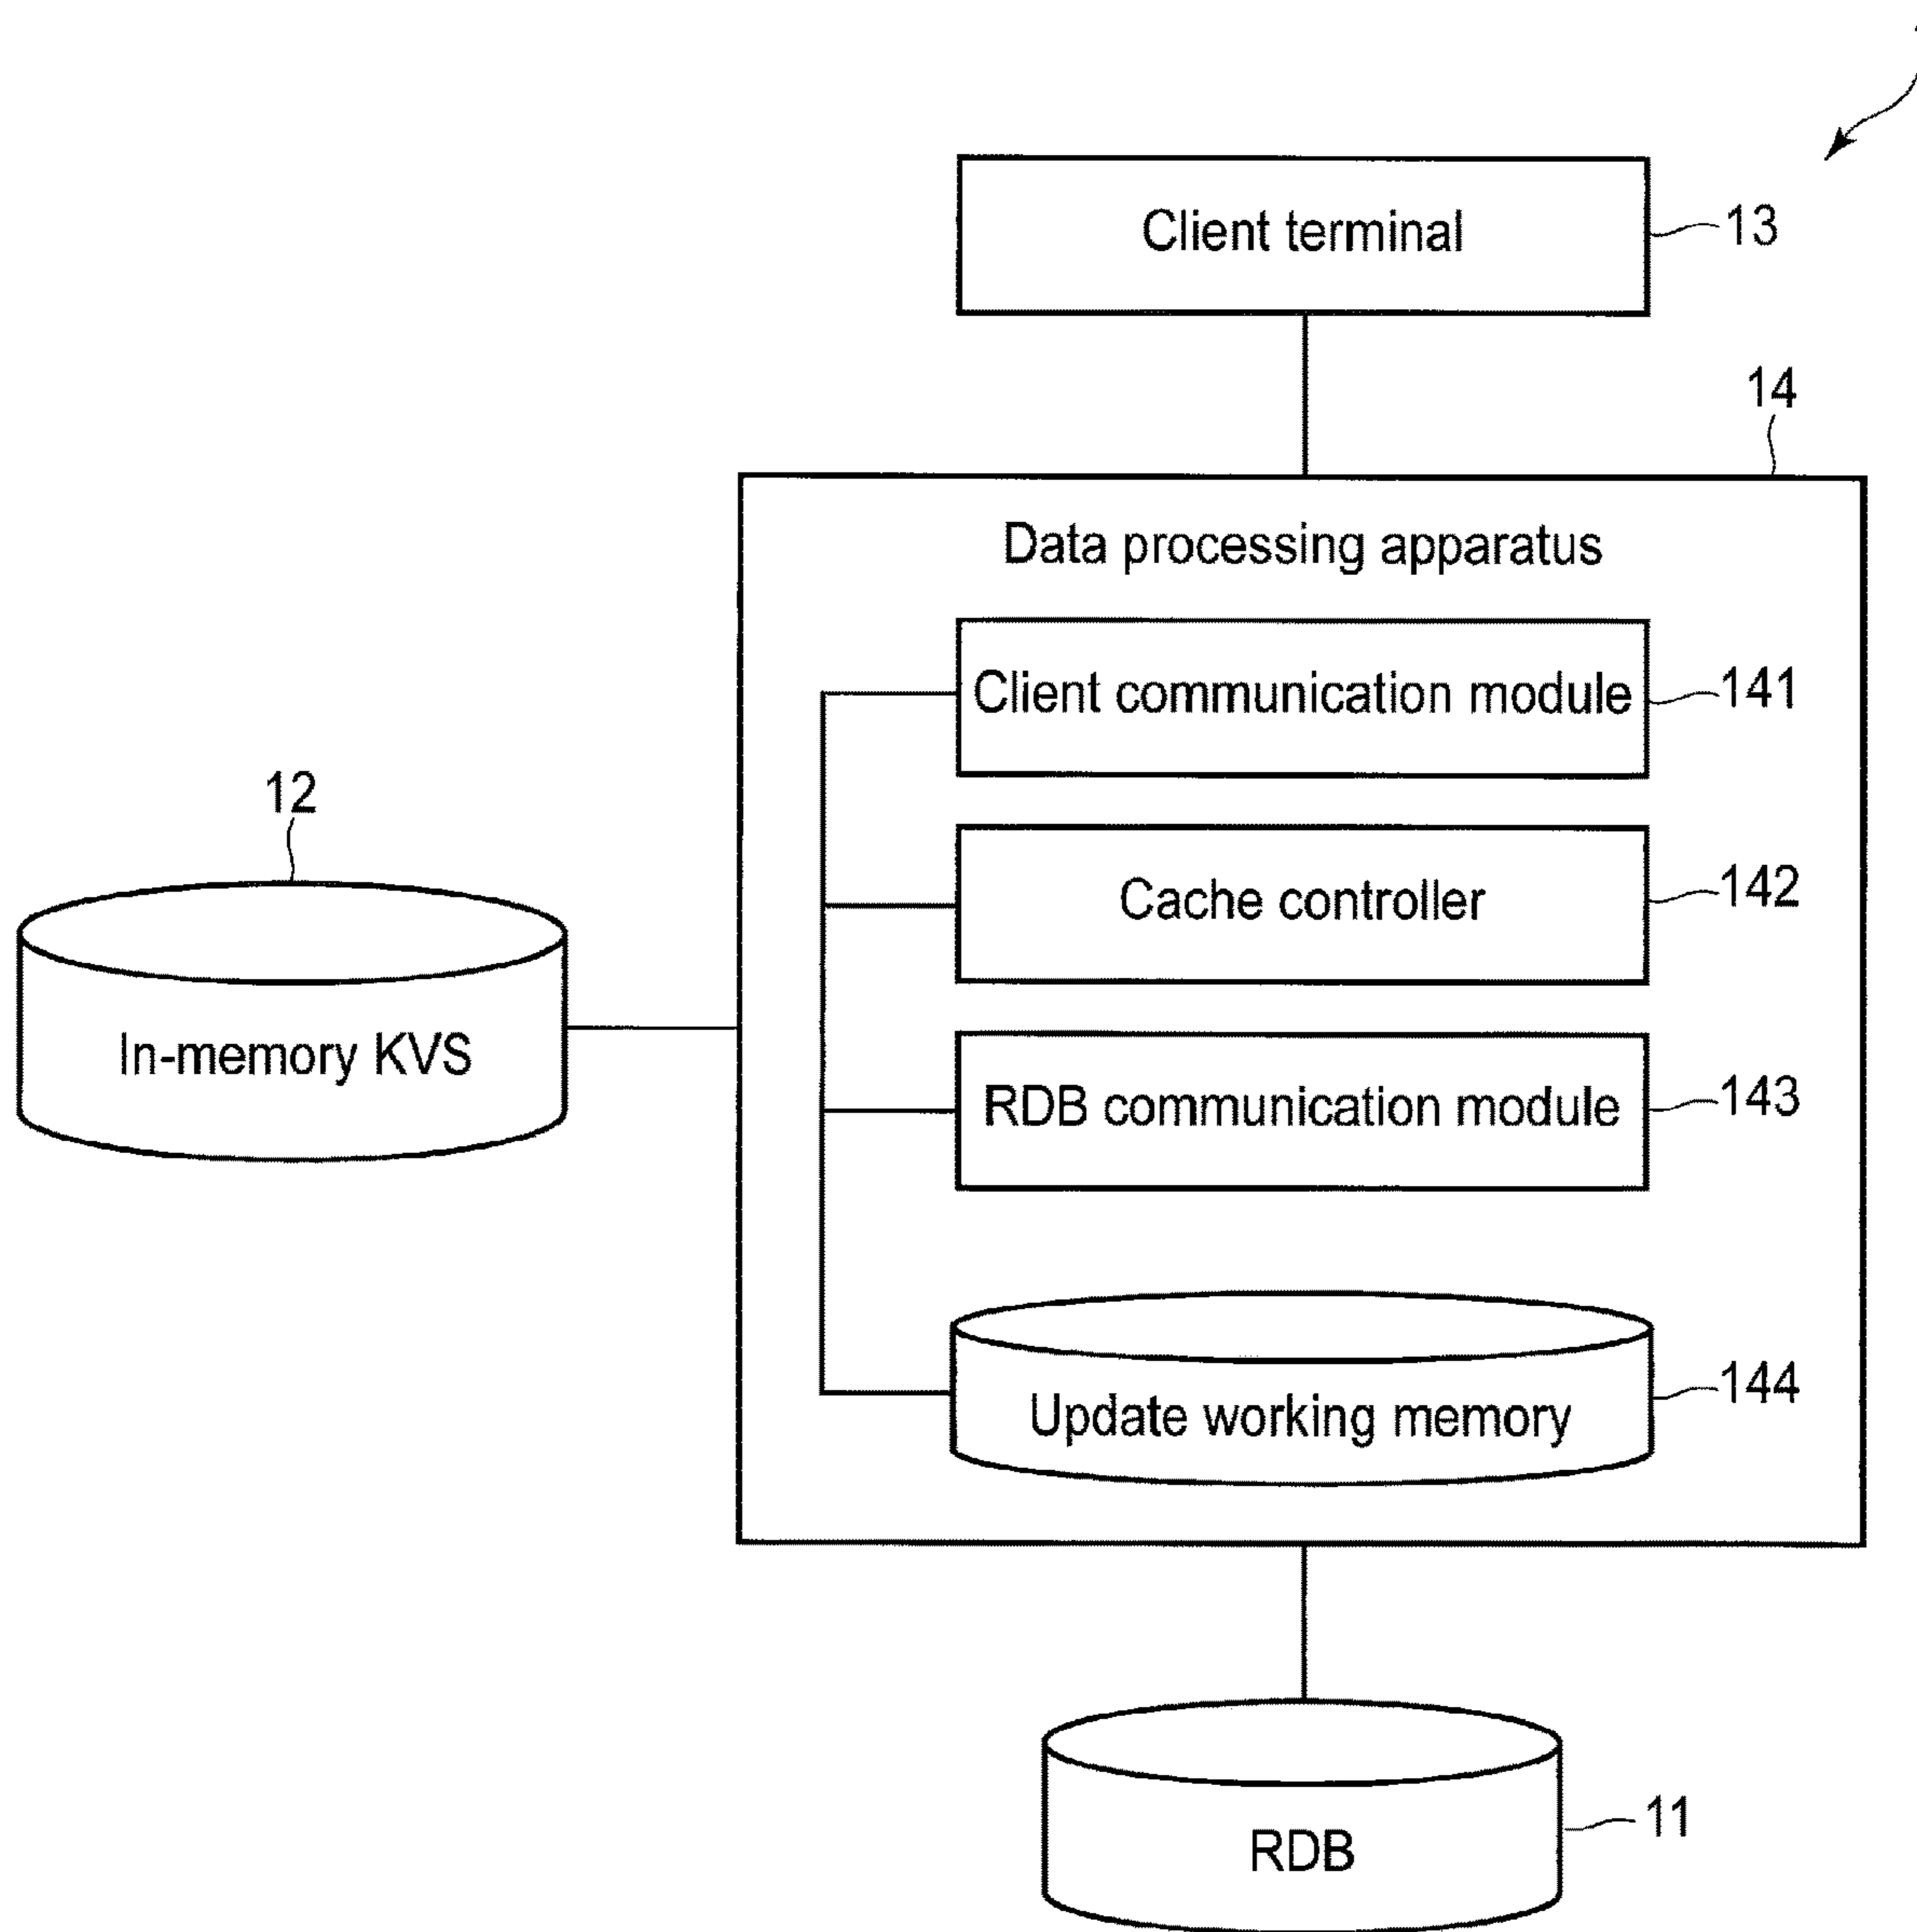 Client terminal
13
14
Data processing apparatus
Client communication module
141
12
Cache controller
142
In-memory KVS
RDB communication module
143
Update working memory
144
RDB
11